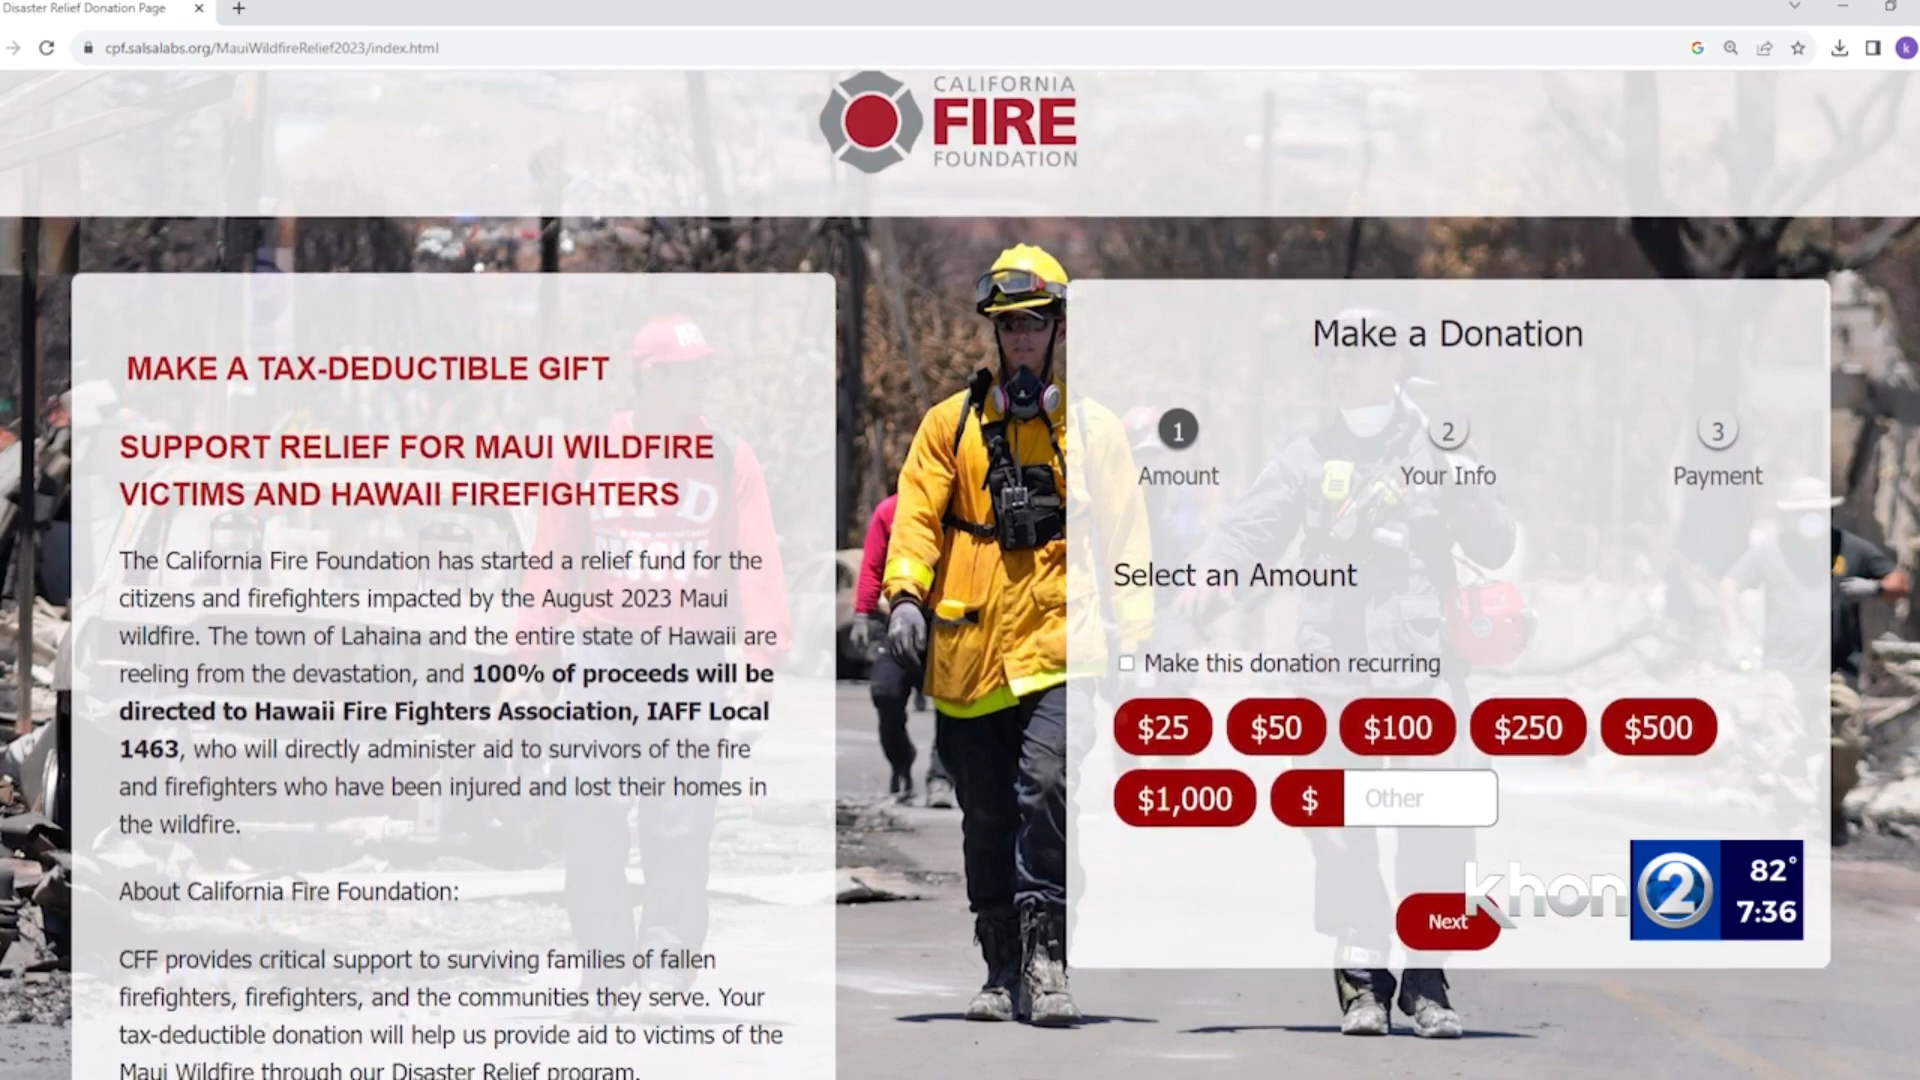 Disaster Relief Donation Page
cpf.salsalabs.org/MauiWildfireRelief2023/index.html
k
CALIFORNIA
FIRE
FOUNDATION
MAKE A TAX-DEDUCTIBLE GIFT
SUPPORT RELIEF FOR MAUI WILDFIRE
VICTIMS AND HAWAII FIREFIGHTERS
The California Fire Foundation has started a relief fund for the
citizens and firefighters impacted by the August 2023 Maui
wildfire. The town of Lahaina and the entire state of Hawaii are
reeling from the devastation, and 100% of proceeds will be
directed to Hawaii Fire Fighters Association, IAFF Local
1463, who will directly administer aid to survivors of the fire
and firefighters who have been injured and lost their homes in
the wildfire.
About California Fire Foundation:
CFF provides critical support to surviving families of fallen
firefighters, firefighters, and the communities they serve. Your
tax-deductible donation will help us provide aid to victims of the
Maui Wildfire through our Disaster Relief program.
Make a Donation
1 2 3
Amount Your Info Payment
Select an Amount
Make this donation recurring
$25 $50 $100 $250 $500
$1,000 $ Other
Next
khon 2
82°
7:36